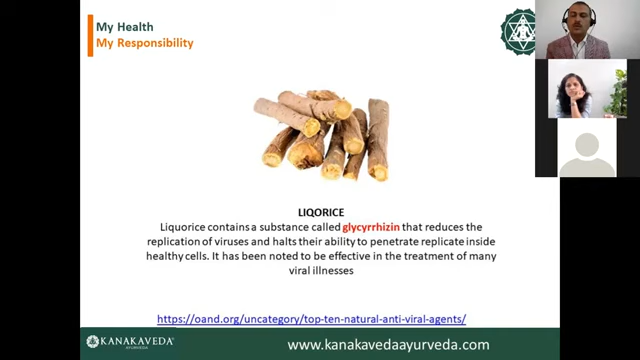 My Health
My Responsibility
LIQORICE
Liquorice contains a substance called glycyrrhizin that reduces the
replication of viruses and halts their ability to penetrate replicate inside
healthy cells. It has been noted to be effective in the treatment of many
viral illnesses
https://oand.org/uncategory/top-ten-natural-anti-viral-agents/
KANAKAVEDA
AYURVEDA
www.kanakavedaayurveda.com